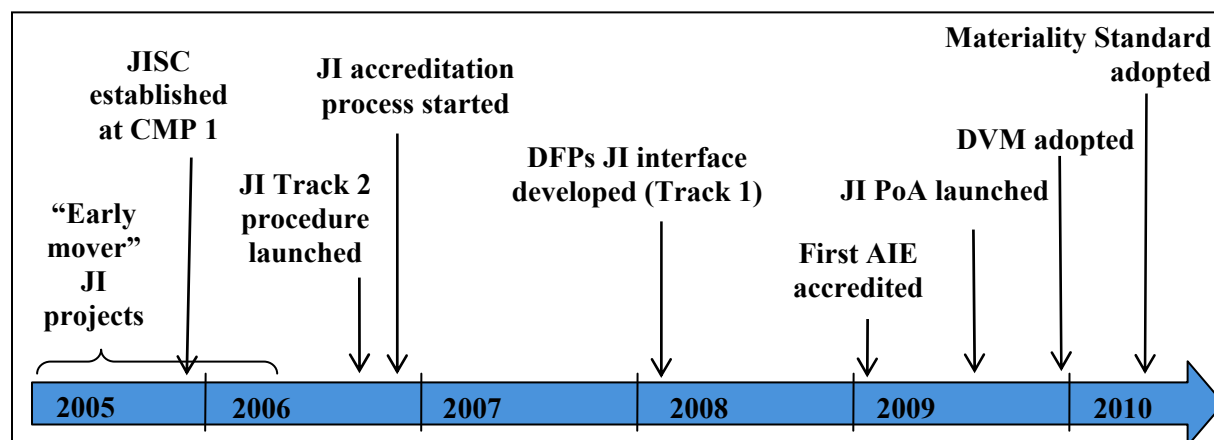 “Early
mover”
JI
projects
JISC
established
at CMP 1
JI Track 2
procedure
launched
JI accreditation
process started
DFPs JI interface
developed (Track 1)
First AIE
accredited
JI PoA launched
DVM adopted
Materiality Standard
adopted
2005
2006
2007
2008
2009
2010